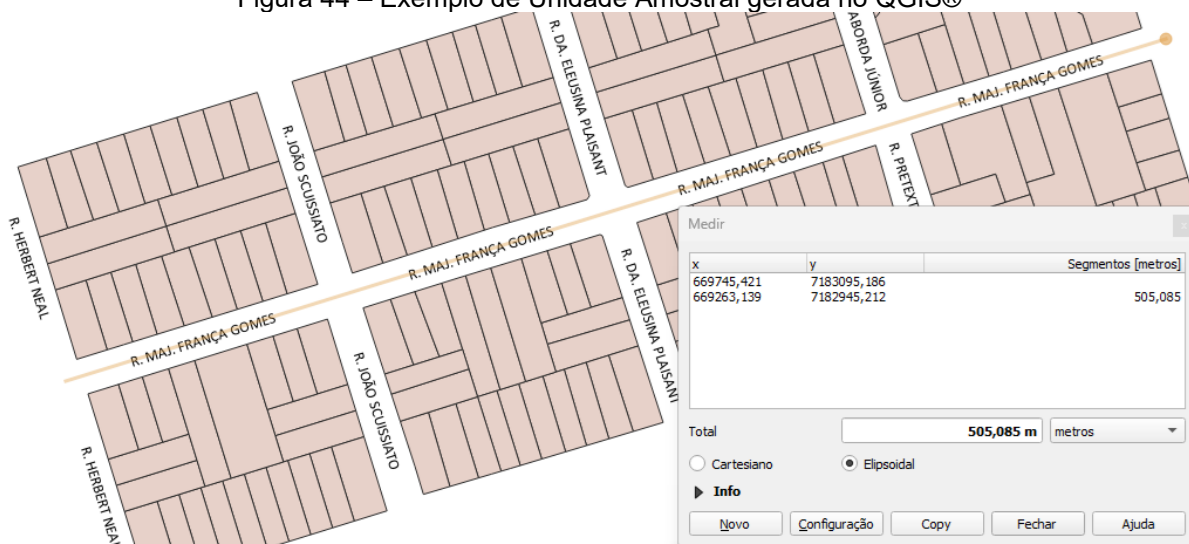 Figura 44 – Exemplo de Unidade Amostral gerada no QGIS®
R. DA. ELEUSINA PLAISANT
ABORDA JÚNIOR
R. MAJ. FRANÇA GOMES
R. JOÃO SCUISSIATO
R. MAJ. FRANÇA GOMES
R. PRETEXT
R. HERBERT NEAL
R. MAJ. FRANÇA GOMES
R. DA. ELEUSINA PLAISANT
R. MAJ. FRANÇA GOMES
R. JOÃO SCUISSIATO
R. HERBERT NEAL
Medir
x y Segmentos [metros]
669745,421 7183095,186
669263,139 7182945,212 505,085
Total 505,085 m metros
Cartesiano Elipsoidal
Info
Novo Configuração Copy Fechar Ajuda